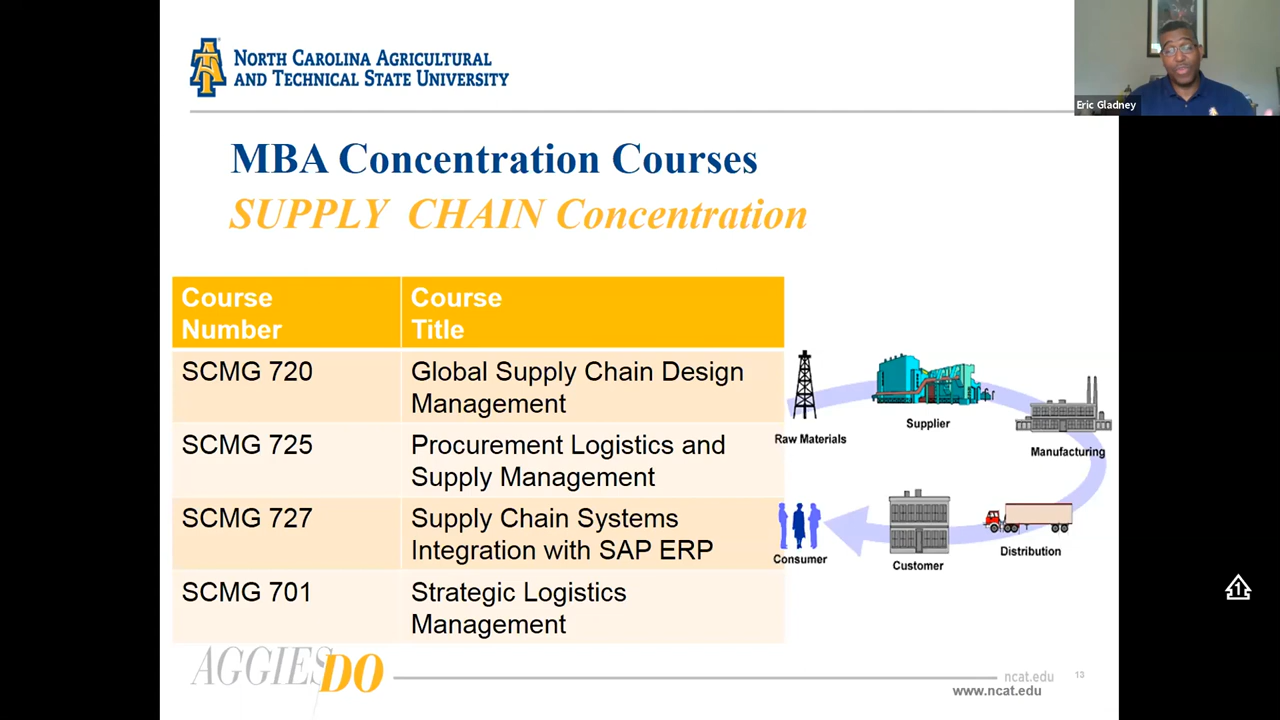 NORTH CAROLINA AGRICULTURAL
AND TECHNICAL STATE UNIVERSITY
Eric Gladney
MBA Concentration Courses
SUPPLY CHAIN Concentration
Course Number
Course Title
SCMG 720
Global Supply Chain Design
Management
SCMG 725
Procurement Logistics and
Supply Management
SCMG 727
Supply Chain Systems
Integration with SAP ERP
SCMG 701
Strategic Logistics
Management
Raw Materials
Supplier
Manufacturing
Distribution
Customer
Consumer
1
AGGIES DO
ncat.edu
13
www.ncat.edu